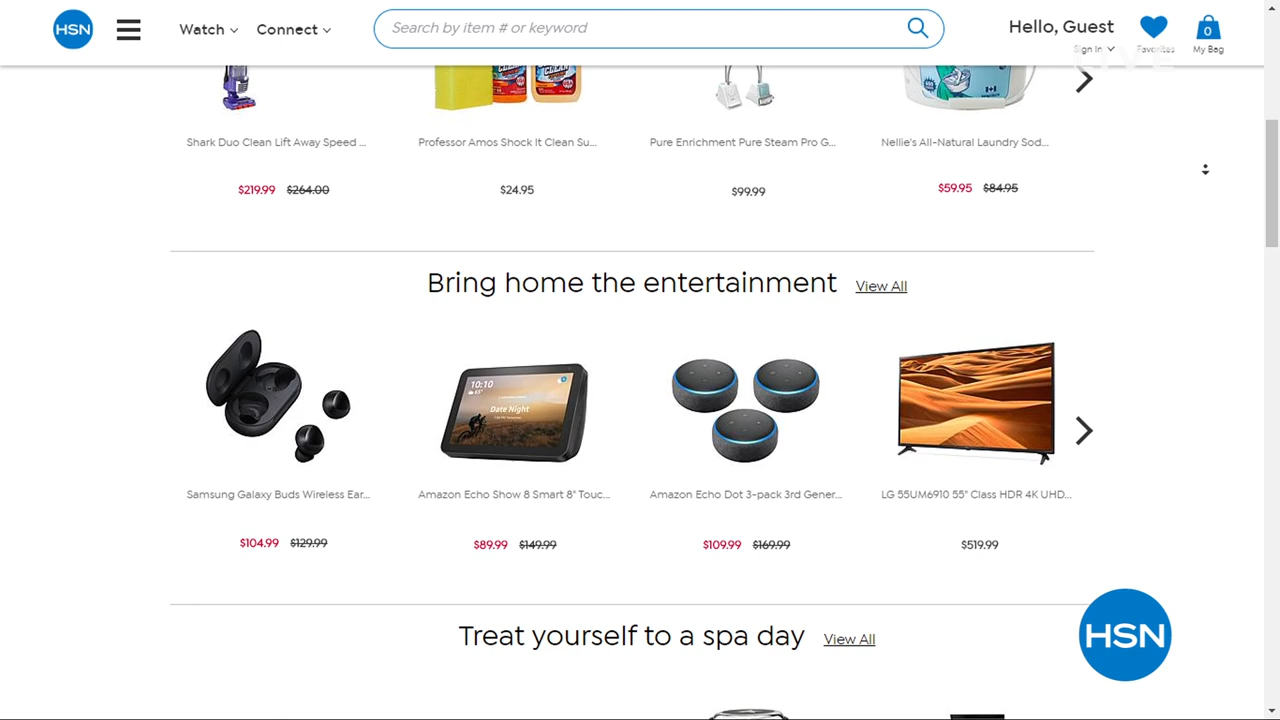 HSN
Watch
Connect
Search by item # or keyword
Hello, Guest
Sign In
Favorites
0
My Bag
LIVE
Shark Duo Clean Lift Away Speed ...
Professor Amos Shock It Clean Su...
Pure Enrichment Pure Steam Pro G...
Nellie's All-Natural Laundry Sod...
$219.99 $264.00
$24.95
$99.99
$59.95 $84.95
Bring home the entertainment View All
10:10
Date Night
Samsung Galaxy Buds Wireless Ear...
Amazon Echo Show 8 Smart 8" Touc...
Amazon Echo Dot 3-pack 3rd Gener...
LG 55UM6910 55" Class HDR 4K UHD...
$104.99 $129.99
$89.99 $149.99
$109.99 $169.99
$519.99
Treat yourself to a spa day View All
HSN